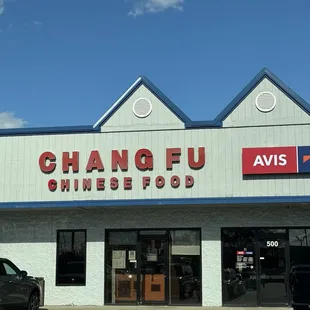 CHANG FU
CHINESE FOOD
AVIS
500